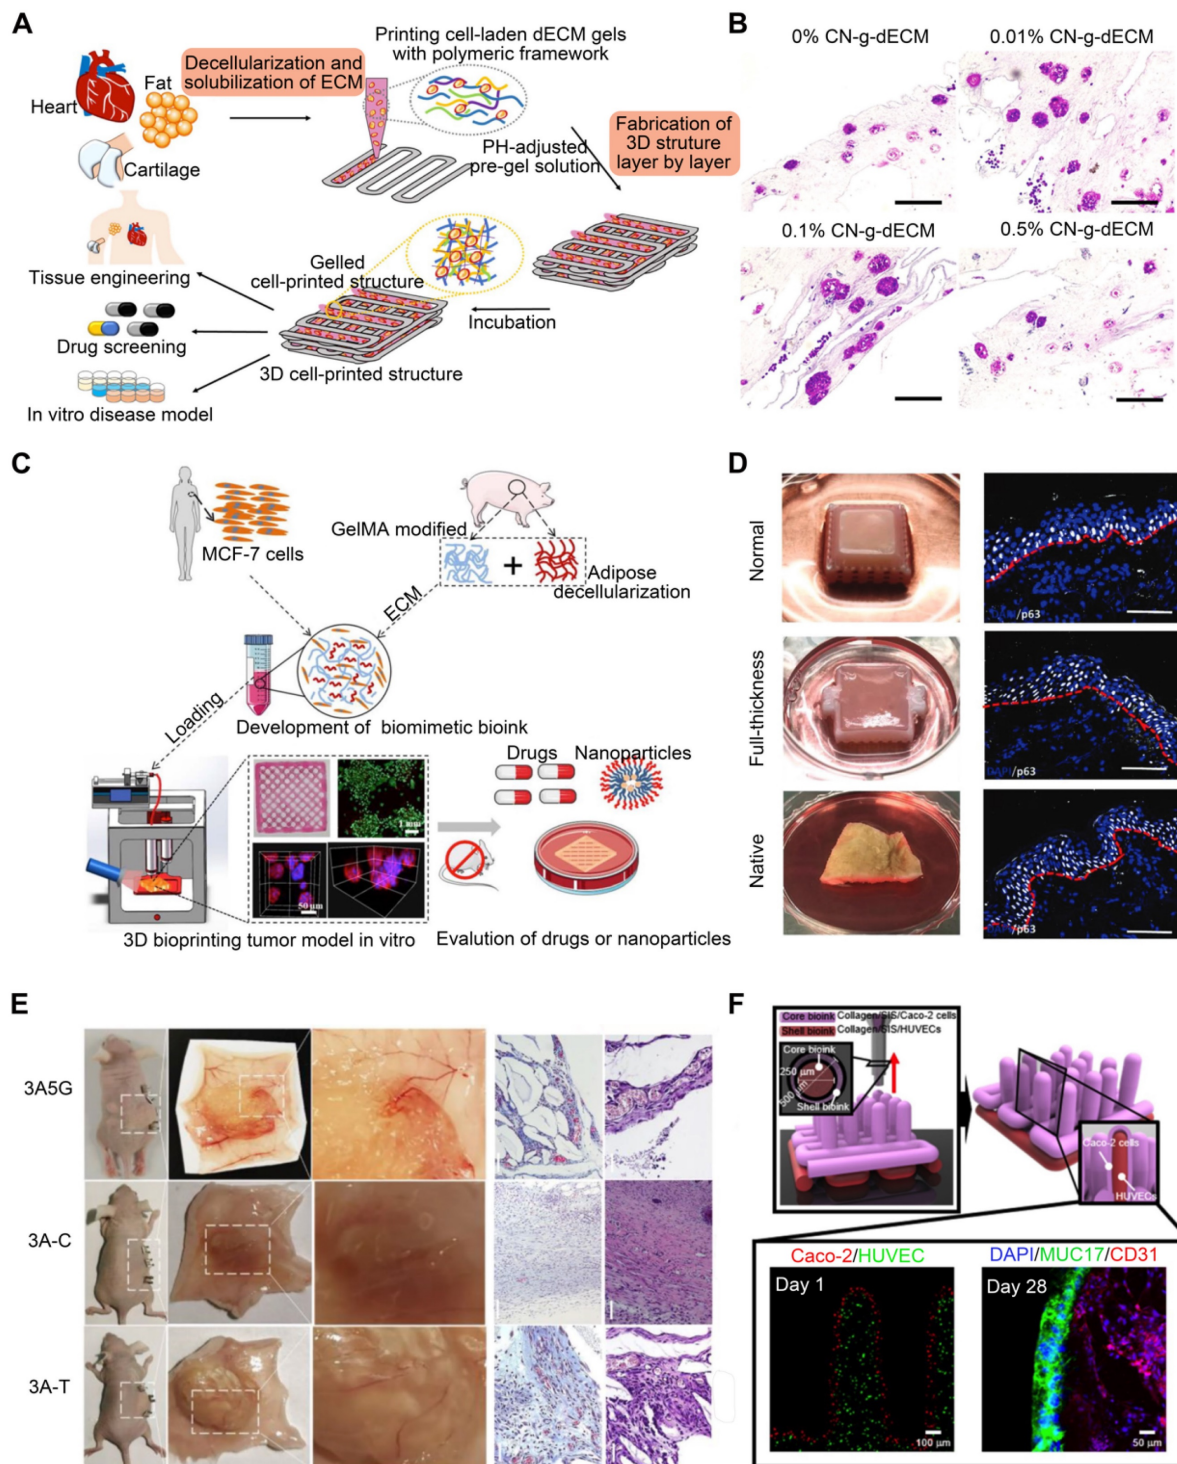 A
Heart
Fat
Cartilage
Decellularization and
solubilization of ECM
Printing cell-laden dECM gels
with polymeric framework
PH-adjusted
pre-gel solution
Fabrication of
3D struture
layer by layer
Tissue engineering
Drug screening
In vitro disease model
Gelled
cell-printed structure
Incubation
3D cell-printed structure
B
0% CN-g-dECM
0.01% CN-g-dECM
0.1% CN-g-dECM
0.5% CN-g-dECM
C
MCF-7 cells
GelMA modified
+
Adipose
decellularization
ECM
Loading
Development of biomimetic bioink
1 mm
50 μm
Drugs
Nanoparticles
3D bioprinting tumor model in vitro
Evalution of drugs or nanoparticles
D
Normal
DAPI/p63
Full-thickness
DAPI/p63
Native
DAPI/p63
E
3A5G
3A-C
3A-T
F
Core bioink Collagen/SIS/Caco-2 cells
Shell bioink Collagen/SIS/HUVECs
Core bioink
250 μm
500 μm
Shell bioink
Caco-2 cells
HUVECs
Caco-2/HUVEC
Day 1
100 μm
DAPI/MUC17/CD31
Day 28
50 μm